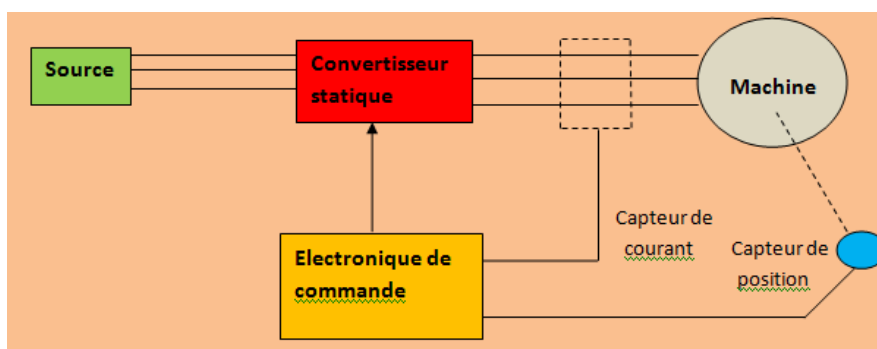 Source
Convertisseur
statique
Machine
Capteur de
courant
Capteur de
position
Electronique de
commande